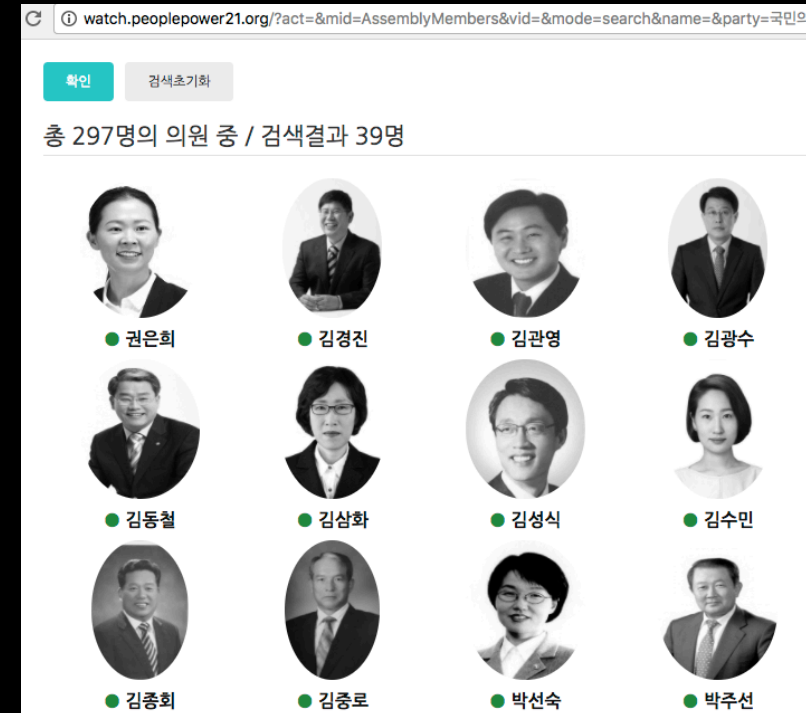 watch.peoplepower21.org/?act=&mid=AssemblyMembers&vid=&mode=search&name=&party=국민의
확인 검색초기화
총 297명의 의원 중 / 검색결과 39명
권은희 김경진 김관영 김광수
김동철 김삼화 김성식 김수민
김종회 김중로 박선숙 박주선